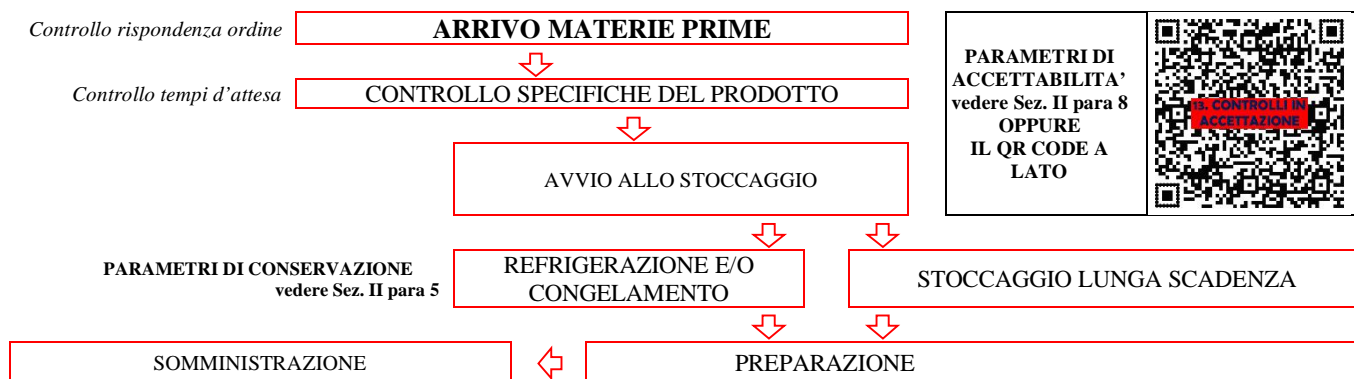 Controllo rispondenza ordine
ARRIVO MATERIE PRIME
Controllo tempi d'attesa
CONTROLLO SPECIFICHE DEL PRODOTTO
AVVIO ALLO STOCCAGGIO
PARAMETRI DI
ACCETTABILITA’
vedere Sez. II para 8
OPPURE
IL QR CODE A
LATO
13. CONTROLLI IN
ACCETTAZIONE
PARAMETRI DI CONSERVAZIONE
vedere Sez. II para 5
REFRIGERAZIONE E/O
CONGELAMENTO
STOCCAGGIO LUNGA SCADENZA
SOMMINISTRAZIONE
PREPARAZIONE